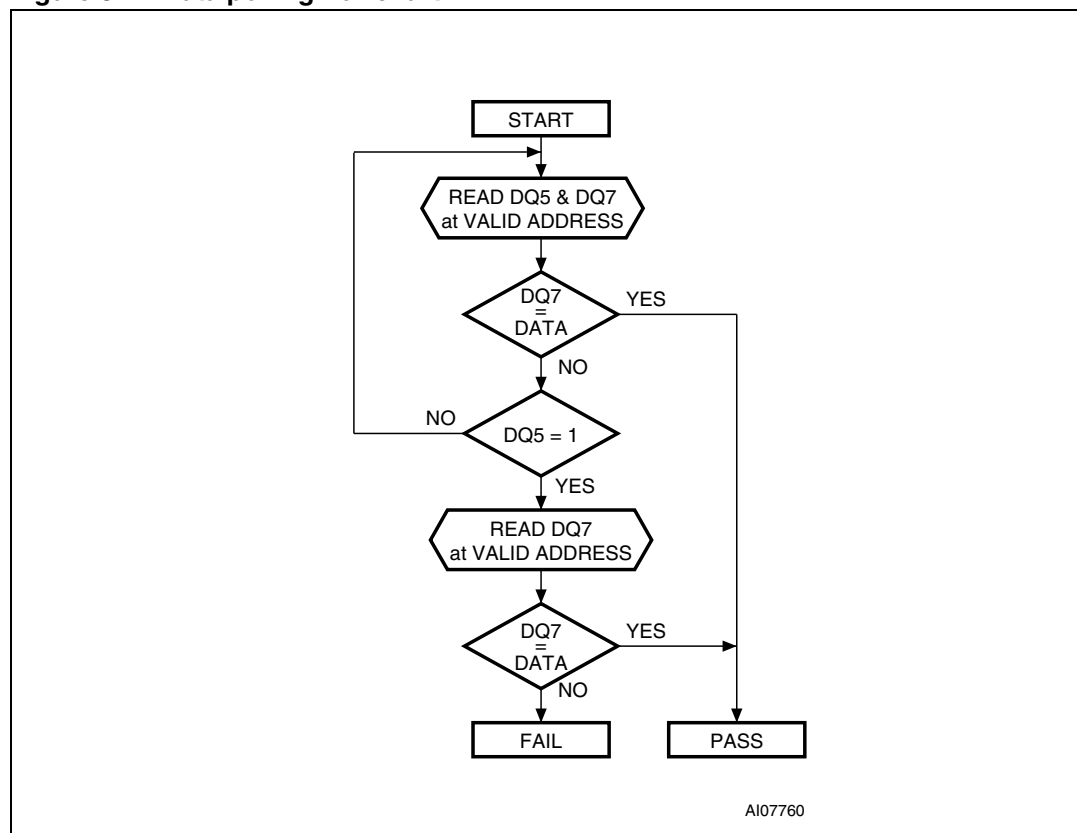 START
READ DQ5 & DQ7
at VALID ADDRESS
DQ7
=
DATA
YES
NO
NO
DQ5 = 1
YES
READ DQ7
at VALID ADDRESS
DQ7
=
DATA
YES
NO
FAIL
PASS
AI07760